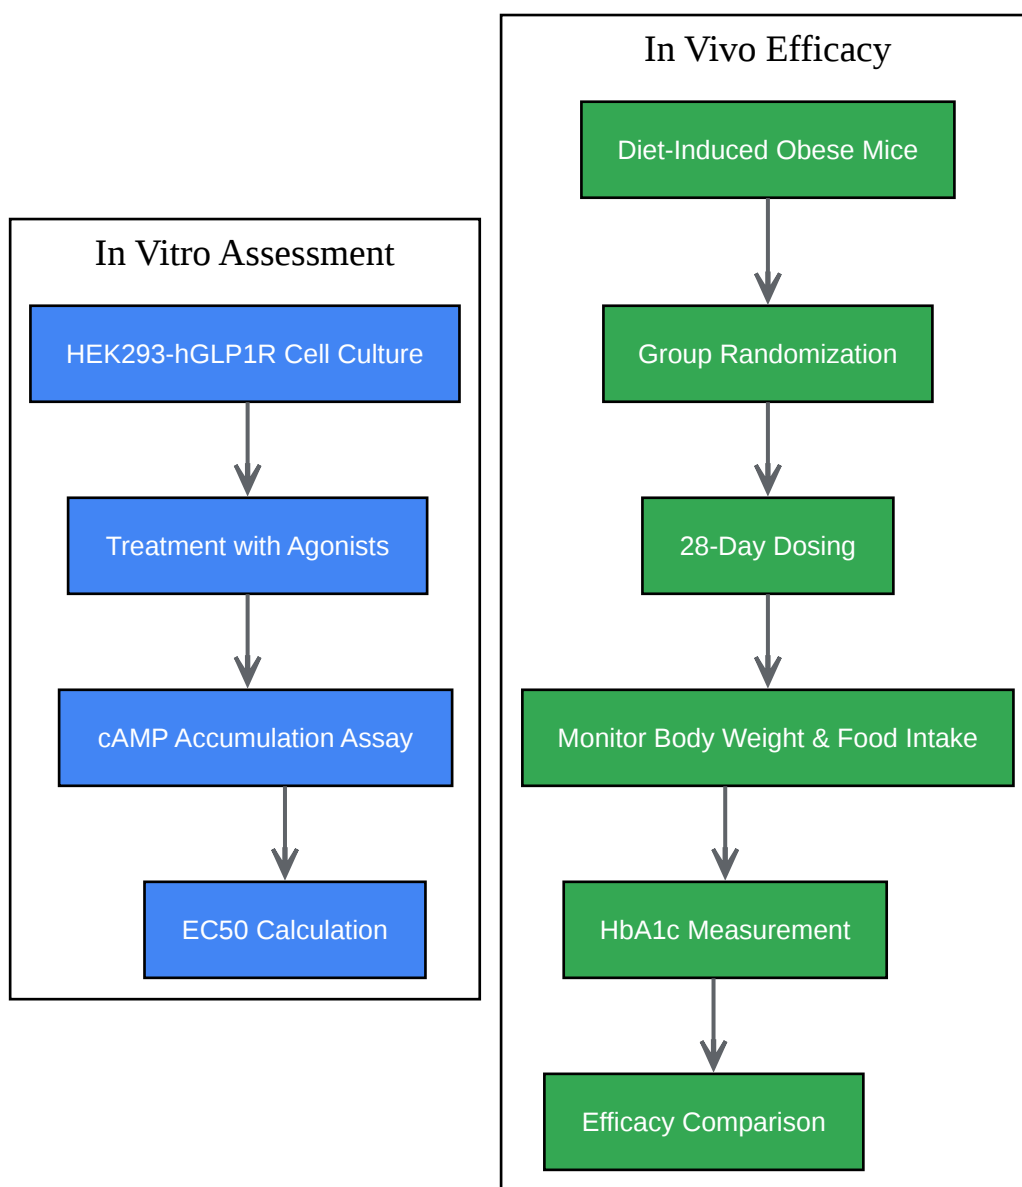 In Vitro Assessment
HEK293-hGLP1R Cell Culture
Treatment with Agonists
cAMP Accumulation Assay
EC50 Calculation
In Vivo Efficacy
Diet-Induced Obese Mice
Group Randomization
28-Day Dosing
Monitor Body Weight & Food Intake
HbA1c Measurement
Efficacy Comparison